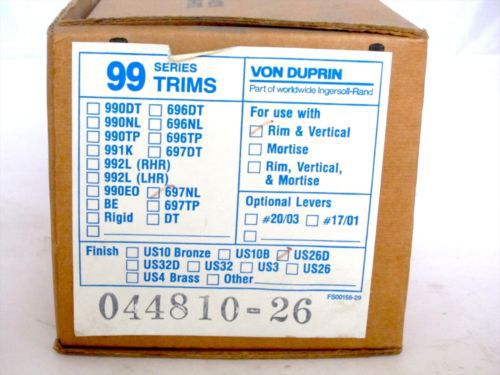 99 SERIES TRIMS
VON DUPRIN
Part of worldwide Ingersoll-Rand
990DT 696DT
990NL 696NL
990TP 696TP
991K 697DT
992L (RHR)
992L (LHR)
990EO 697NL
BE 697TP
Rigid DT
For use with
Rim & Vertical
Mortise
Rim, Vertical,
& Mortise
Optional Levers
#20/03 #17/01
Finish US10 Bronze US10B US26D
US32D US32 US3 US26
US4 Brass Other
FS00158-29
044810-26